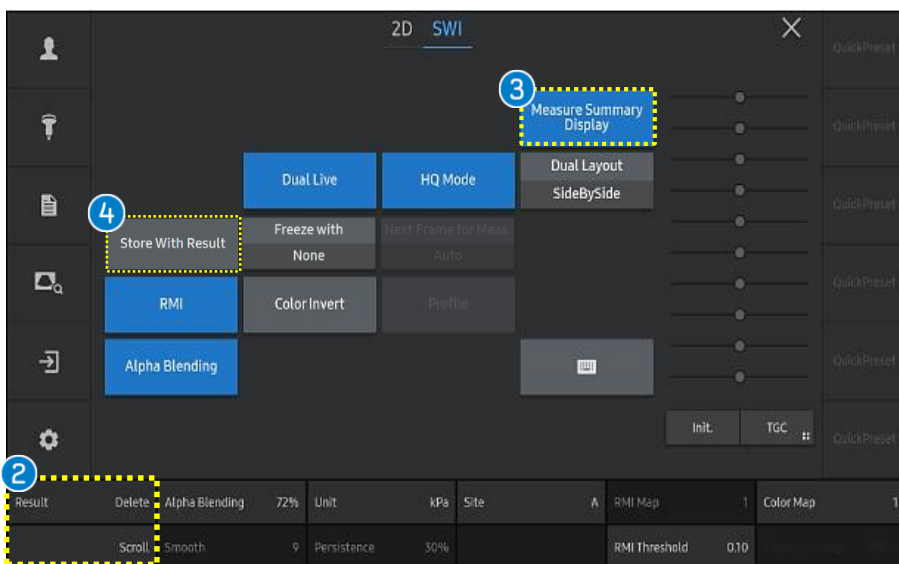 2D SWI
QuickPreset
3
Measure Summary
Display
QuickPreset
Dual Live
HQ Mode
Dual Layout
SideBySide
QuickPreset
4
Store With Result
Freeze with
None
Next Frame for Meas.
Auto
RMI
Color Invert
Profile
QuickPreset
Alpha Blending
QuickPreset
Init.
TGC
QuickPreset
2
Result Delete
Alpha Blending 72%
Unit kPa
Site A
RMI Map 1
Color Map 1
Scroll
Smooth 9
Persistence 30%
RMI Threshold 0.10